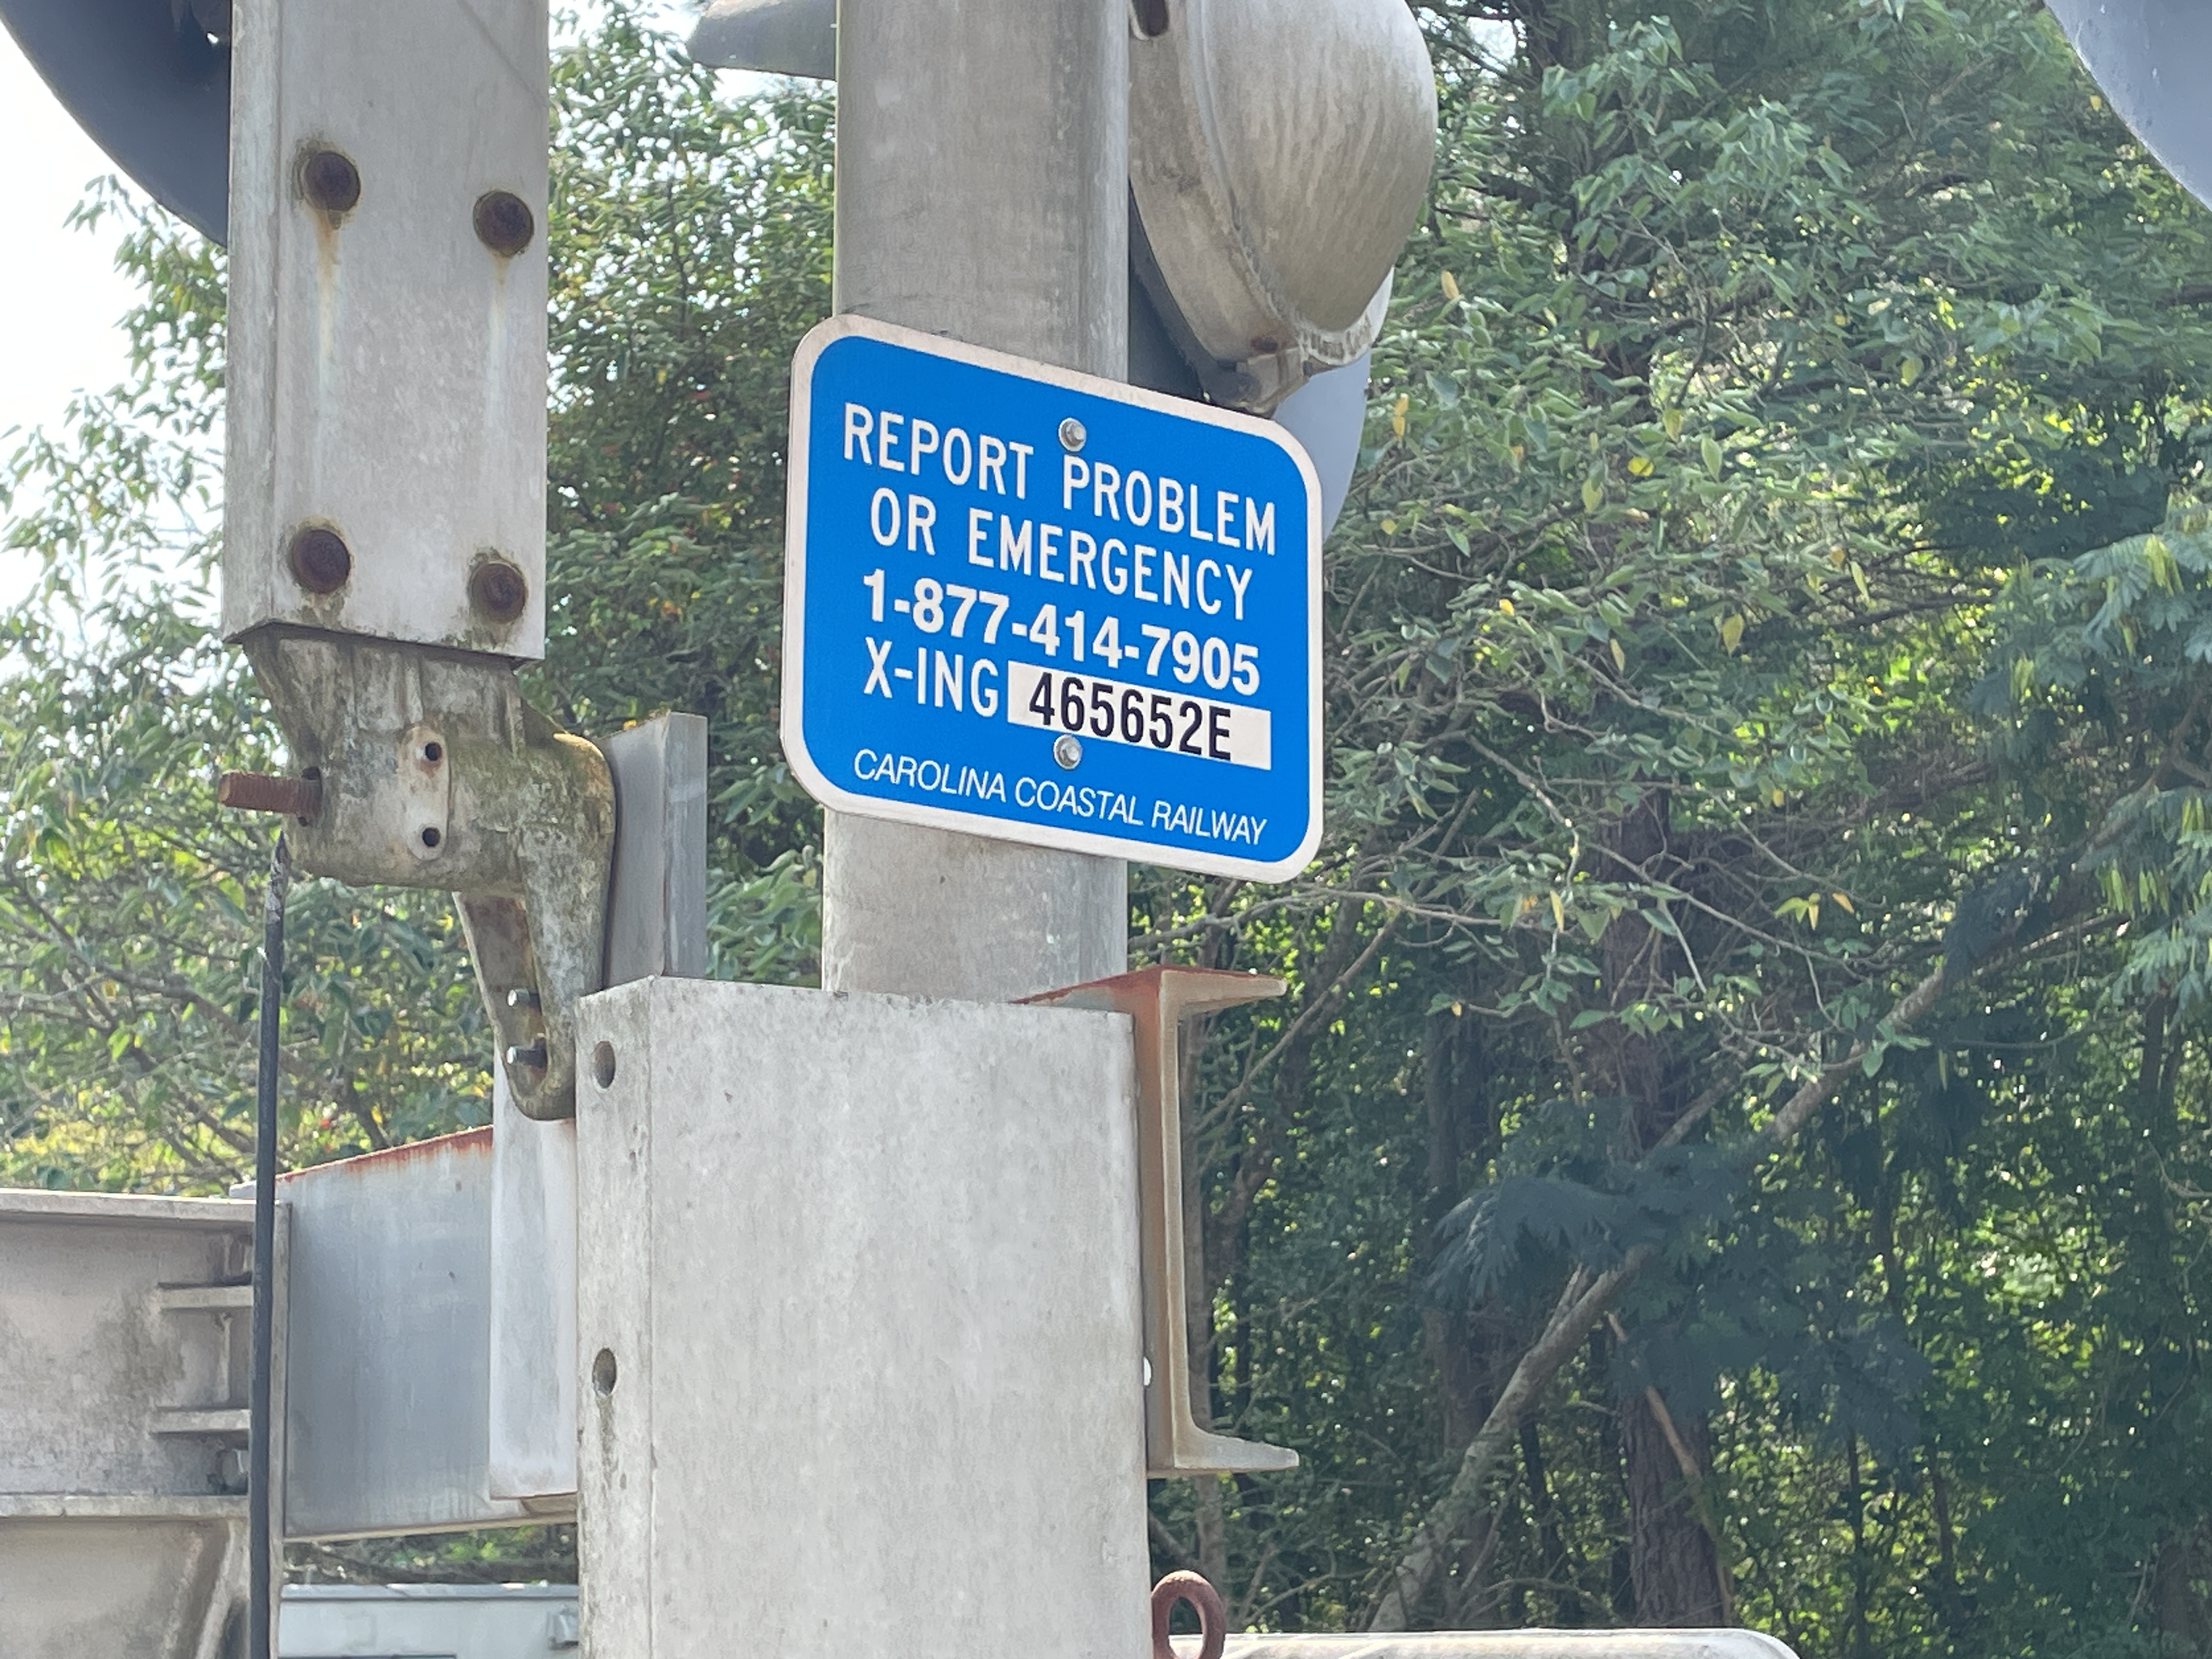 REPORT PROBLEM
OR EMERGENCY
1-877-414-7905
X-ING 465652E
CAROLINA COASTAL RAILWAY